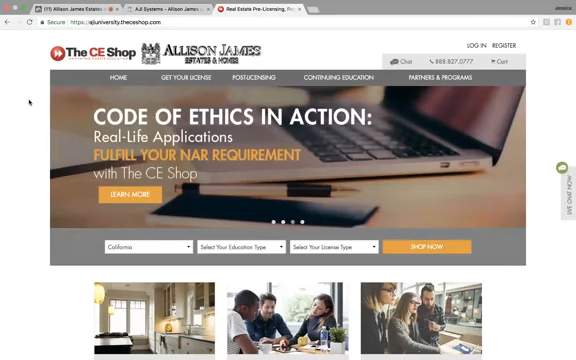 Jessica
(11) Allison James Estates
AJI Systems - Allison James
Real Estate Pre-Licensing, Po
Secure
https://ajuniversity.theceshop.com
LOG IN REGISTER
The CE Shop
ALLISON JAMES
ESTATES & HOMES
Chat 888.827.0777 Cart
HOME GET YOUR LICENSE POST-LICENSING CONTINUING EDUCATION PARTNERS & PROGRAMS
CODE OF ETHICS IN ACTION:
Real-Life Applications
FULFILL YOUR NAR REQUIREMENT
with The CE Shop
LEARN MORE
LIVE CHAT NOW
California Select Your Education Type Select Your License Type SHOP NOW